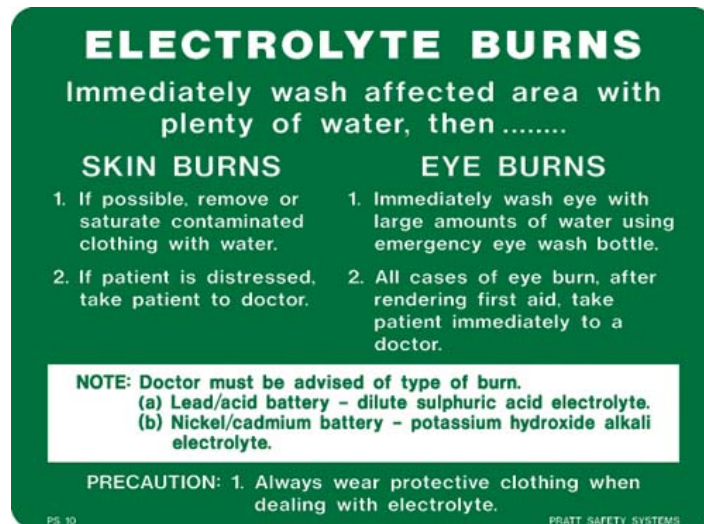 ELECTROLYTE BURNS
Immediately wash affected area with
plenty of water, then ........
SKIN BURNS
1. If possible, remove or
saturate contaminated
clothing with water.
2. If patient is distressed,
take patient to doctor.
EYE BURNS
1. Immediately wash eye with
large amounts of water using
emergency eye wash bottle.
2. All cases of eye burn, after
rendering first aid, take
patient immediately to a
doctor.
NOTE: Doctor must be advised of type of burn.
(a) Lead/acid battery – dilute sulphuric acid electrolyte.
(b) Nickel/cadmium battery – potassium hydroxide alkali
electrolyte.
PRECAUTION: 1. Always wear protective clothing when
dealing with electrolyte.
PS 10
PRATT SAFETY SYSTEMS